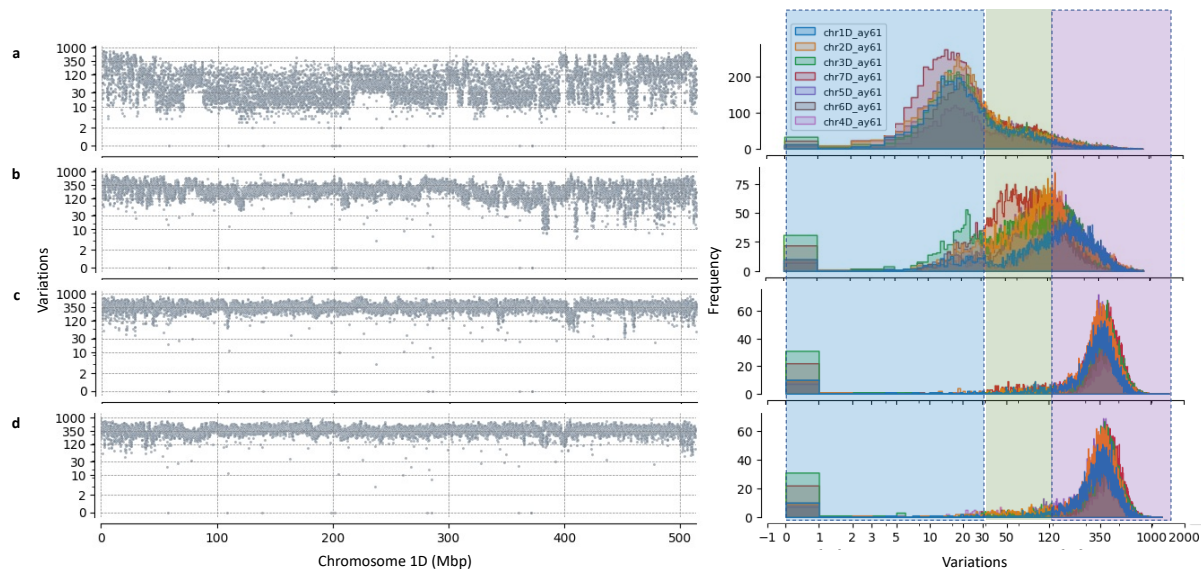 a
1000
350
120
30
10
2
0
b
1000
350
120
30
10
2
0
c
1000
350
120
30
10
2
0
d
1000
350
120
30
10
2
0
Variations
0 100 200 300 400 500
Chromosome 1D (Mbp)
chr1D_ay61
chr2D_ay61
chr3D_ay61
chr7D_ay61
chr5D_ay61
chr6D_ay61
chr4D_ay61
200
100
0
75
50
25
0
60
40
20
0
60
40
20
0
Frequency
−1 0 1 2 3 5 10 20 30 50 120 350 1000 2000
Variations